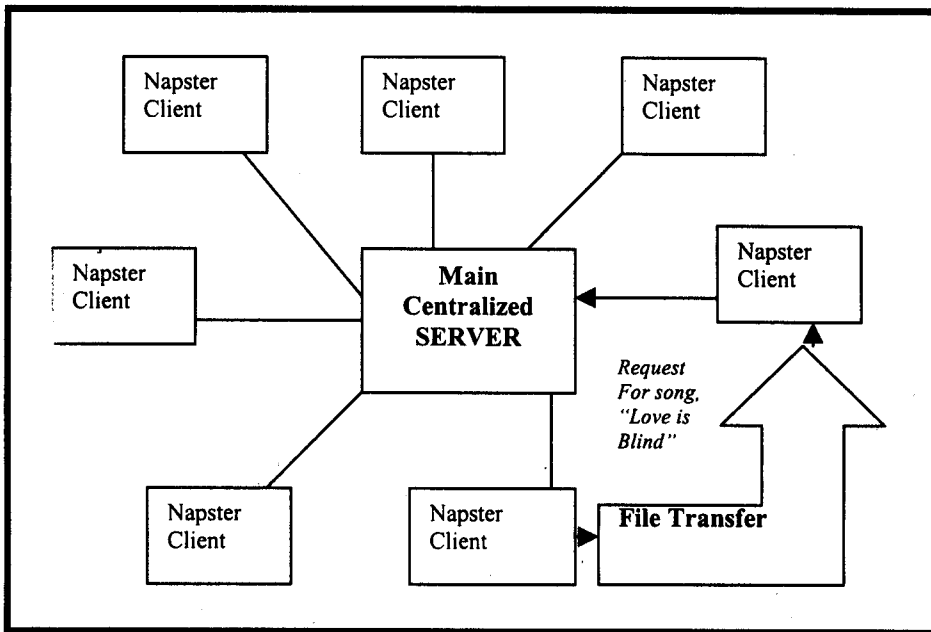 Napster
Client
Napster
Client
Napster
Client
Napster
Client
Main
Centralized
SERVER
Napster
Client
Request
For song,
“Love is
Blind”
Napster
Client
Napster
Client
File Transfer